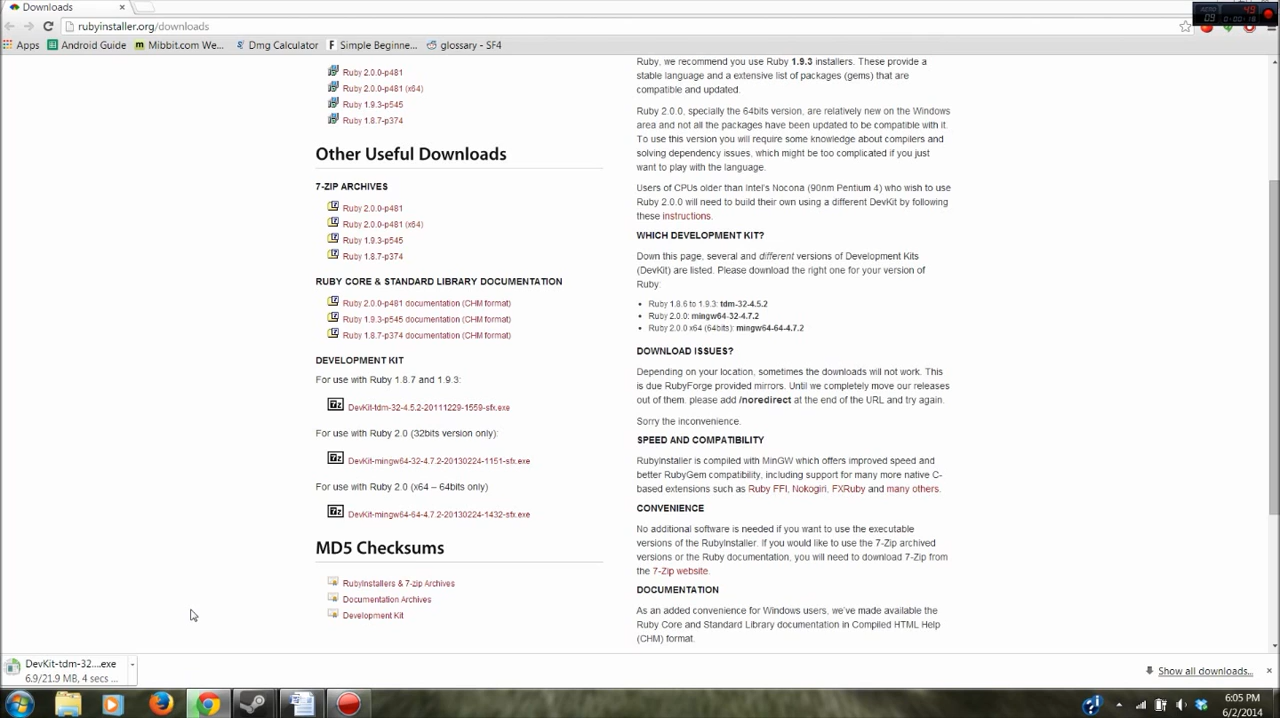 Downloads
rubyinstaller.org/downloads
Apps Android Guide Mibbit.com We... Dmg Calculator Simple Beginne... glossary - SF4
49
09
Ruby 2.0.0-p481
Ruby 2.0.0-p481 (x64)
Ruby 1.9.3-p545
Ruby 1.8.7-p374
Other Useful Downloads
7-ZIP ARCHIVES
Ruby 2.0.0-p481
Ruby 2.0.0-p481 (x64)
Ruby 1.9.3-p545
Ruby 1.8.7-p374
RUBY CORE & STANDARD LIBRARY DOCUMENTATION
Ruby 2.0.0-p481 documentation (CHM format)
Ruby 1.9.3-p545 documentation (CHM format)
Ruby 1.8.7-p374 documentation (CHM format)
DEVELOPMENT KIT
For use with Ruby 1.8.7 and 1.9.3:
DevKit-tdm-32-4.5.2-20111229-1559-sfx.exe
For use with Ruby 2.0 (32bits version only):
DevKit-mingw64-32-4.7.2-20130224-1151-sfx.exe
For use with Ruby 2.0 (x64 – 64bits only)
DevKit-mingw64-64-4.7.2-20130224-1432-sfx.exe
MD5 Checksums
RubyInstallers & 7-zip Archives
Documentation Archives
Development Kit
Ruby, we recommend you use Ruby 1.9.3 installers. These provide a
stable language and a extensive list of packages (gems) that are
compatible and updated.
Ruby 2.0.0, specially the 64bits version, are relatively new on the Windows
area and not all the packages have been updated to be compatible with it.
To use this version you will require some knowledge about compilers and
solving dependency issues, which might be too complicated if you just
want to play with the language.
Users of CPUs older than Intel's Nocona (90nm Pentium 4) who wish to use
Ruby 2.0.0 will need to build their own using a different DevKit by following
these instructions.
WHICH DEVELOPMENT KIT?
Down this page, several and different versions of Development Kits
(DevKit) are listed. Please download the right one for your version of
Ruby:
• Ruby 1.8.6 to 1.9.3: tdm-32-4.5.2
• Ruby 2.0.0: mingw64-32-4.7.2
• Ruby 2.0.0 x64 (64bits): mingw64-64-4.7.2
DOWNLOAD ISSUES?
Depending on your location, sometimes the downloads will not work. This
is due RubyForge provided mirrors. Until we completely move our releases
out of them. please add /noredirect at the end of the URL and try again.
Sorry the inconvenience.
SPEED AND COMPATIBILITY
RubyInstaller is compiled with MinGW which offers improved speed and
better RubyGem compatibility, including support for many more native C-
based extensions such as Ruby FFI, Nokogiri, FXRuby and many others.
CONVENIENCE
No additional software is needed if you want to use the executable
versions of the RubyInstaller. If you would like to use the 7-Zip archived
versions or the Ruby documentation, you will need to download 7-Zip from
the 7-Zip website.
DOCUMENTATION
As an added convenience for Windows users, we've made available the
Ruby Core and Standard Library documentation in Compiled HTML Help
(CHM) format.
DevKit-tdm-32....exe
6.9/21.9 MB, 4 secs ...
Show all downloads...
6:05 PM
6/2/2014